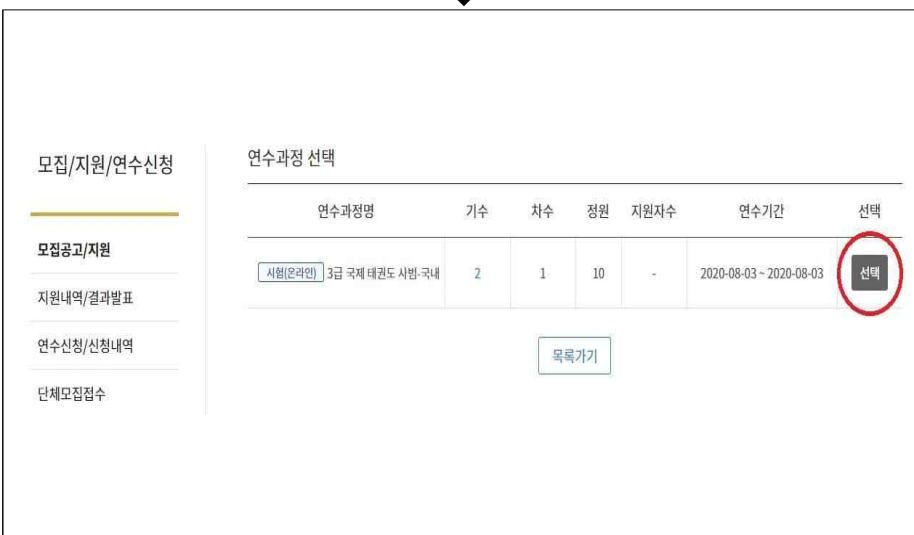 모집/지원/연수신청
모집공고/지원
지원내역/결과발표
연수신청/신청내역
단체모집접수
연수과정 선택
연수과정명 기수 차수 정원 지원자수 연수기간 선택
시험(온라인) 3급 국제 태권도 사범-국내 2 1 10 - 2020-08-03 ~ 2020-08-03 선택
목록가기